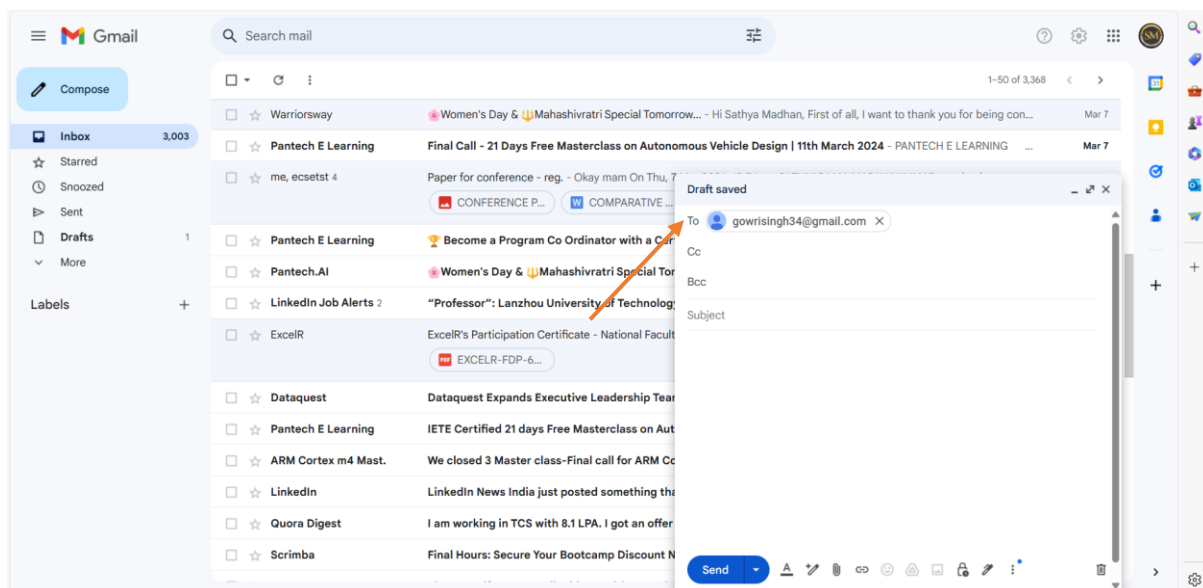 Gmail
Search mail
SM
Compose
1–50 of 3,368
Inbox 3,003
Starred
Snoozed
Sent
Drafts 1
More
Labels
Warriorsway 🌸Women's Day & 🔱Mahashivratri Special Tomorrow... - Hi Sathya Madhan, First of all, I want to thank you for being con... Mar 7
Pantech E Learning Final Call - 21 Days Free Masterclass on Autonomous Vehicle Design | 11th March 2024 - PANTECH E LEARNING ... Mar 7
me, ecsetst 4 Paper for conference - reg. - Okay mam On Thu,
CONFERENCE P... W COMPARATIVE ...
Pantech E Learning 🏆 Become a Program Co Ordinator with a Cer
Pantech.AI 🌸Women's Day & 🔱Mahashivratri Special Tor
LinkedIn Job Alerts 2 “Professor”: Lanzhou University of Technology
ExcelR ExcelR's Participation Certificate - National Facult
PDF EXCELR-FDP-6...
Dataquest Dataquest Expands Executive Leadership Tear
Pantech E Learning IETE Certified 21 days Free Masterclass on Aut
ARM Cortex m4 Mast. We closed 3 Master class-Final call for ARM Co
LinkedIn LinkedIn News India just posted something tha
Quora Digest I am working in TCS with 8.1 LPA. I got an offer
Scrimba Final Hours: Secure Your Bootcamp Discount N
Draft saved
To gowrisingh34@gmail.com
Cc
Bcc
Subject
Send
31